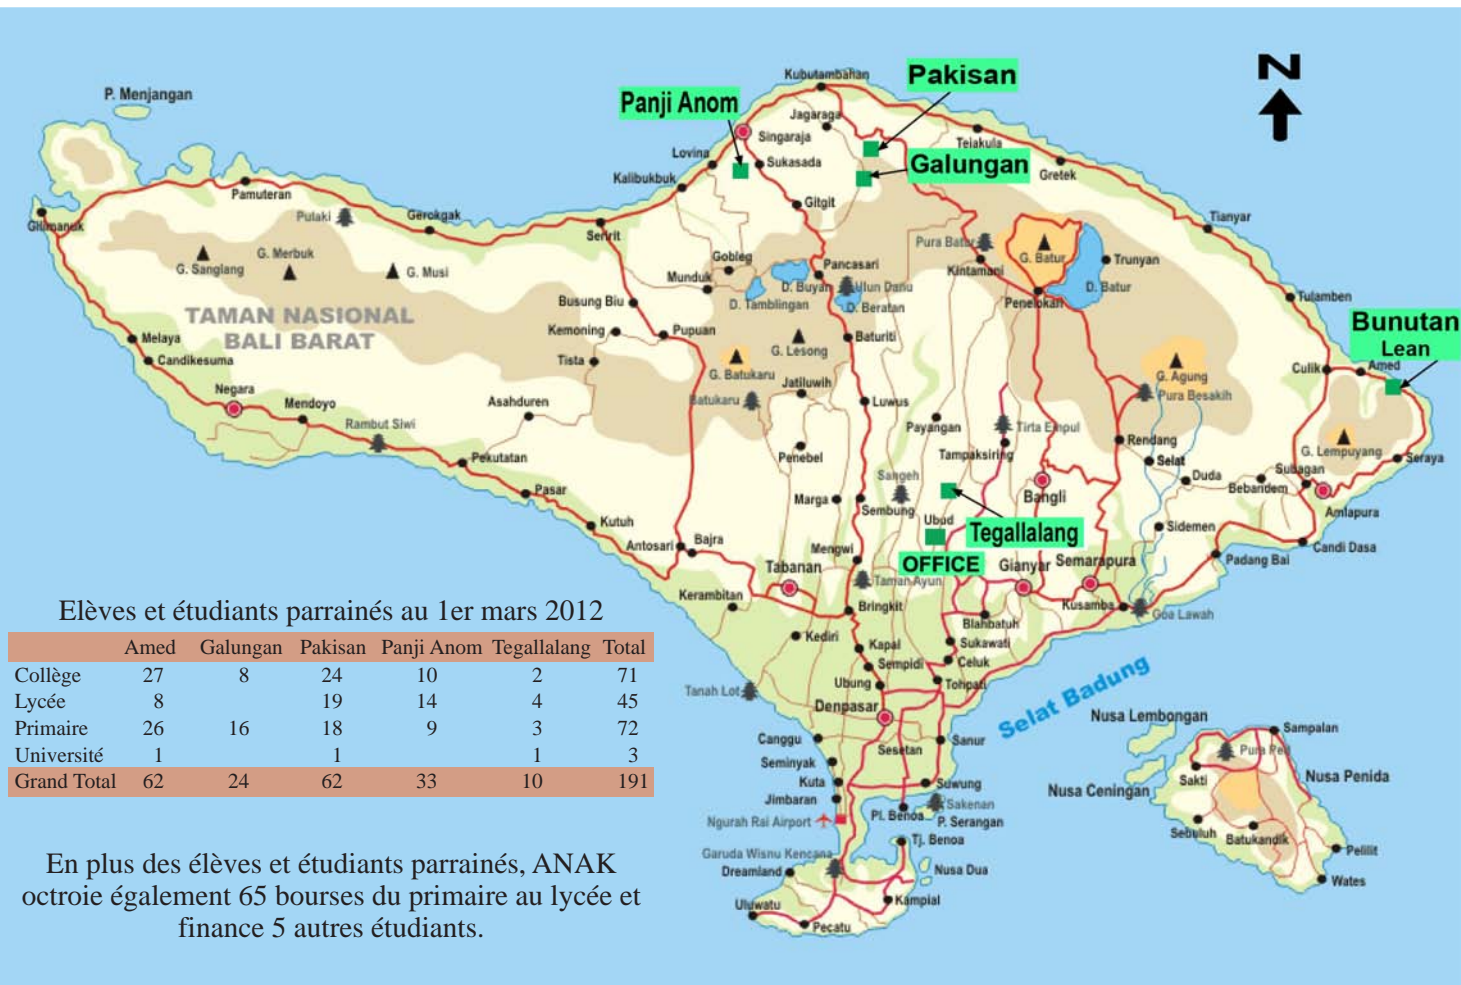 N
P. Menjangan
Kubutambahan
Pakisan
Panji Anom
Jagaraga
Singaraja
Tejakula
Lovina
Sukasada
Galungan
Gretek
Kalibukbuk
Pamuteran
Gitgit
Pulaki
Gerokgak
Tianyar
Gilimanuk
Seririt
Pura Batur
G. Merbuk
G. Batur
G. Sanglang
G. Musi
Gobleg
Pancasari
Kintamani
Trunyan
Munduk
D. Buyan
Ulun Danu
D. Batur
Busung Biu
D. Tamblingan
D. Beratan
Penelokan
Tulamben
TAMAN NASIONAL
BALI BARAT
Bunutan
Lean
Melaya
Kemoning
Pupuan
Baturiti
G. Lesong
Candikesuma
Tista
G. Batukaru
Jatiluwih
Culik
Amed
G. Agung
Pura Besakih
Negara
Mendoyo
Asahduren
Batukaru
Luwus
Rambut Siwi
Payangan
Tirta Empul
Rendang
G. Lempuyang
Pekutatan
Penebel
Tampaksiring
Selat
Seraya
Sangeh
Duda
Subagan
Bebandem
Pasar
Marga
Sembung
Bangli
Amlapura
Kutuh
Ubud
Tegallalang
Sidemen
Candi Dasa
Antosari
Bajra
Mengwi
OFFICE
Gianyar
Semarapura
Padang Bai
Tabanan
Taman Ayun
Kerambitan
Bringkit
Blahbatuh
Kusamba
Goa Lawah
Kediri
Kapal
Sukawati
Sempidi
Celuk
Tanah Lot
Ubung
Tohpati
Selat Badung
Denpasar
Nusa Lembongan
Sampalan
Canggu
Sesetan
Sanur
Pura Ped
Seminyak
Kuta
Suwung
Sakti
Nusa Penida
Jimbaran
Nusa Ceningan
Sakenan
Ngurah Rai Airport
Pl. Benoa
P. Serangan
Sebuluh
Batukandik
Tj. Benoa
Pelilit
Garuda Wisnu Kencana
Dreamland
Nusa Dua
Wates
Uluwatu
Kampial
Pecatu
Elèves et étudiants parrainés au 1er mars 2012
Amed Galungan Pakisan Panji Anom Tegallalang Total
Collège 27 8 24 10 2 71
Lycée 8 19 14 4 45
Primaire 26 16 18 9 3 72
Université 1 1 1 3
Grand Total 62 24 62 33 10 191
En plus des élèves et étudiants parrainés, ANAK
octroie également 65 bourses du primaire au lycée et
finance 5 autres étudiants.